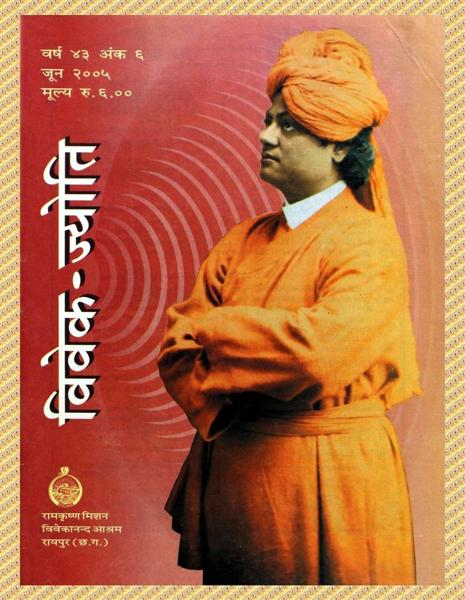 वर्ष ४३ अंक ६
जून २००५
मूल्य रु.६.००
विवेक-ज्योति
रामकृष्ण मिशन
विवेकानन्द आश्रम
रायपुर (छ.ग.)